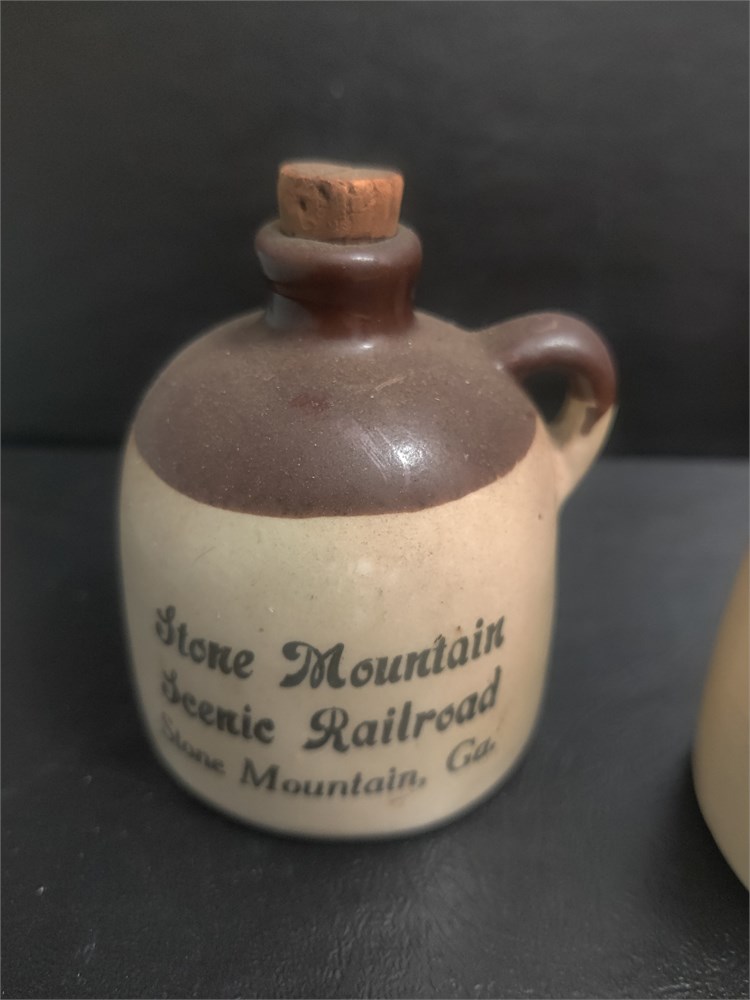 Stone Mountain
Scenic Railroad
Stone Mountain, Ga.